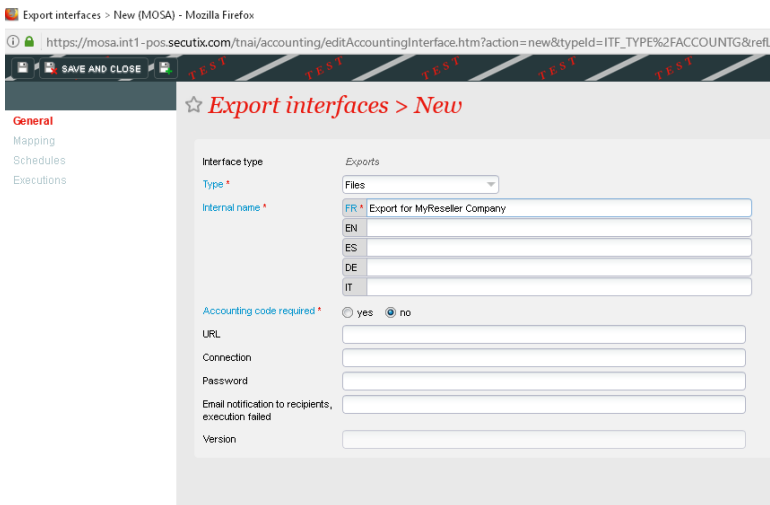 Export interfaces > New (MOSA) - Mozilla Firefox
https://mosa.int1-pos.secutix.com/tnai/accounting/editAccountingInterface.htm?action=new&typeId=ITF_TYPE%2FACCOUNTG&refL
SAVE AND CLOSE
TEST TEST TEST TEST TEST
Export interfaces > New
General
Mapping
Schedules
Executions
Interface type Exports
Type * Files
Internal name * FR * Export for MyReseller Company
EN
ES
DE
IT
Accounting code required * yes no
URL
Connection
Password
Email notification to recipients,
execution failed
Version